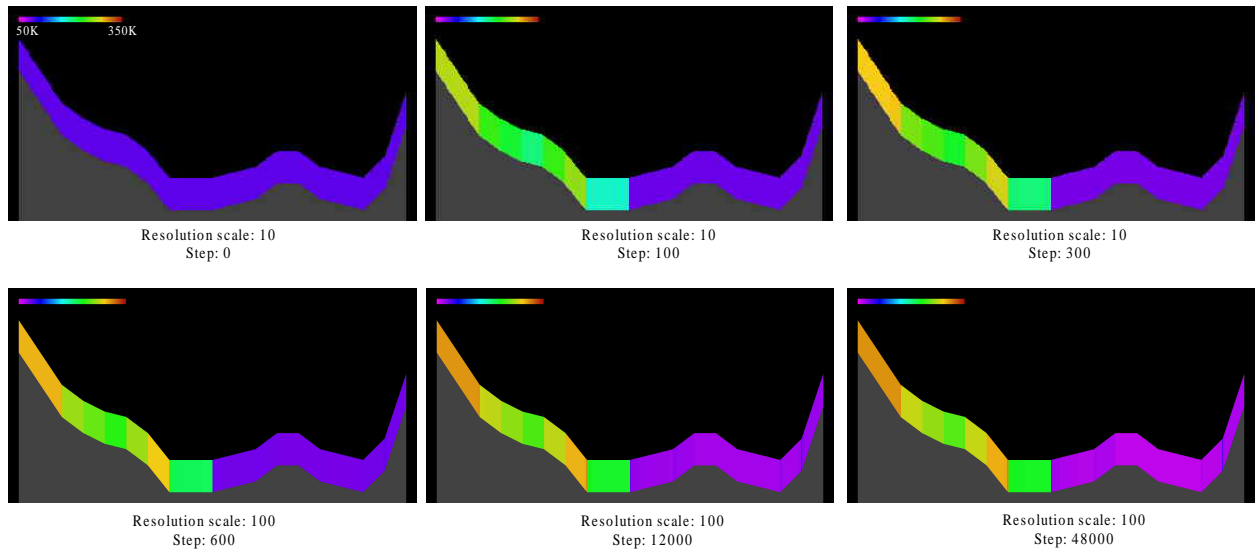 50K 350K
Resolution scale: 10
Step: 0
Resolution scale: 10
Step: 100
Resolution scale: 10
Step: 300
Resolution scale: 100
Step: 600
Resolution scale: 100
Step: 12000
Resolution scale: 100
Step: 48000